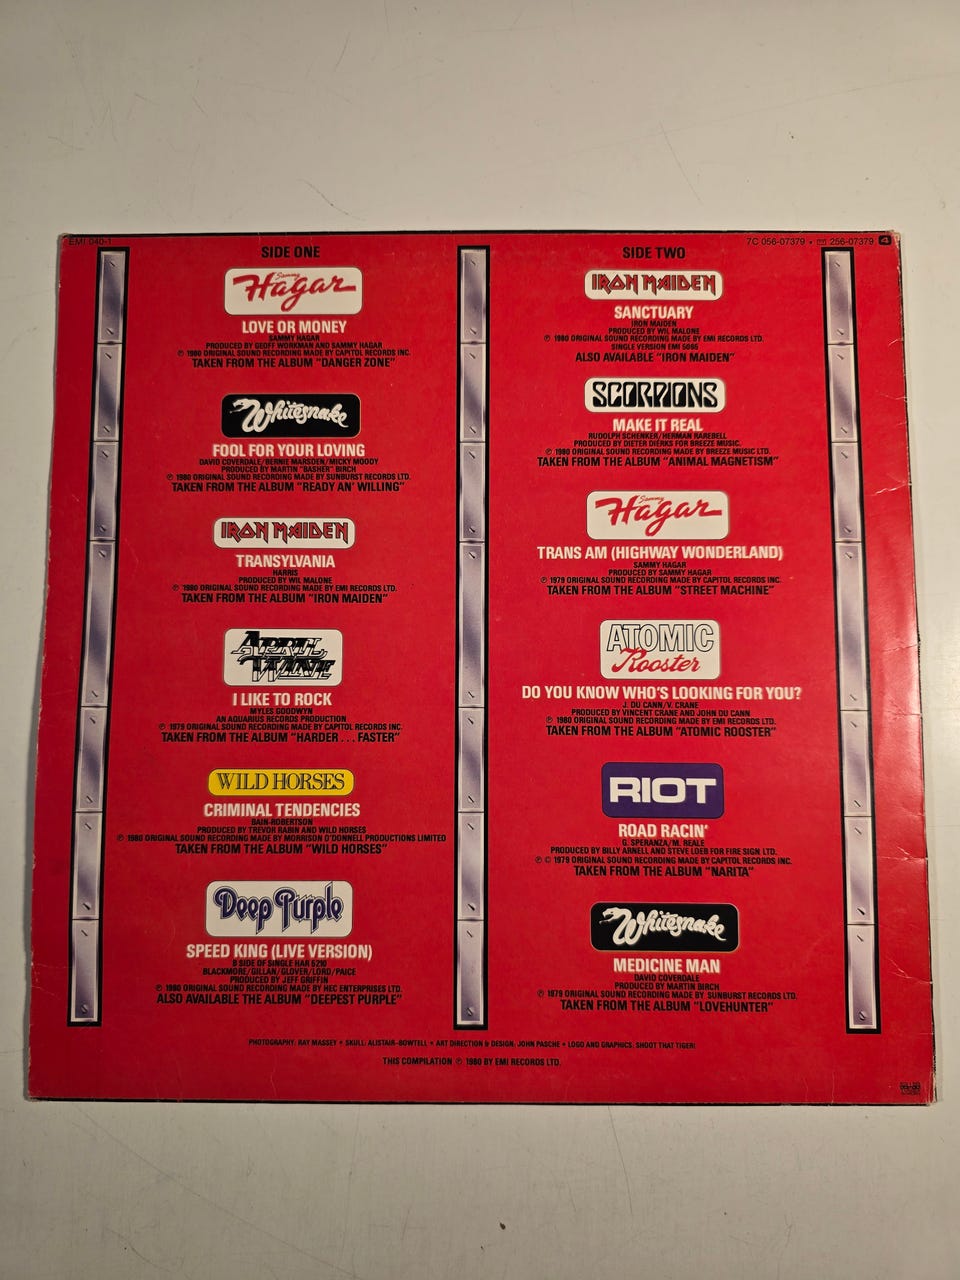 EMI 040-1
7C 056-07379 • 256-07379 4
SIDE ONE
Sammy
Hagar
LOVE OR MONEY
SAMMY HAGAR
PRODUCED BY GEOFF WORKMAN AND SAMMY HAGAR
℗ 1980 ORIGINAL SOUND RECORDING MADE BY CAPITOL RECORDS INC.
TAKEN FROM THE ALBUM "DANGER ZONE"
Whitesnake
FOOL FOR YOUR LOVING
DAVID COVERDALE/BERNIE MARSDEN/MICKY MOODY
PRODUCED BY MARTIN "BASHER" BIRCH
℗ 1980 ORIGINAL SOUND RECORDING MADE BY SUNBURST RECORDS LTD.
TAKEN FROM THE ALBUM "READY AN' WILLING"
IRON MAIDEN
TRANSYLVANIA
HARRIS
PRODUCED BY WIL MALONE
℗ 1980 ORIGINAL SOUND RECORDING MADE BY EMI RECORDS LTD.
TAKEN FROM THE ALBUM "IRON MAIDEN"
APRIL
WINE
I LIKE TO ROCK
MYLES GOODWYN
AN AQUARIUS RECORDS PRODUCTION
℗ 1979 ORIGINAL SOUND RECORDING MADE BY CAPITOL RECORDS INC.
TAKEN FROM THE ALBUM "HARDER . . . FASTER"
WILD HORSES
CRIMINAL TENDENCIES
BAIN-ROBERTSON
PRODUCED BY TREVOR RABIN AND WILD HORSES
℗ 1980 ORIGINAL SOUND RECORDING MADE BY MORRISON O'DONNELL PRODUCTIONS LIMITED
TAKEN FROM THE ALBUM "WILD HORSES"
Deep Purple
SPEED KING (LIVE VERSION)
B SIDE OF SINGLE HAR 5210
BLACKMORE/GILLAN/GLOVER/LORD/PAICE
PRODUCED BY JEFF GRIFFIN
℗ 1980 ORIGINAL SOUND RECORDING MADE BY HEC ENTERPRISES LTD.
ALSO AVAILABLE THE ALBUM "DEEPEST PURPLE"
SIDE TWO
IRON MAIDEN
SANCTUARY
IRON MAIDEN
PRODUCED BY WIL MALONE
℗ 1980 ORIGINAL SOUND RECORDING MADE BY EMI RECORDS LTD.
SINGLE VERSION EMI 5065
ALSO AVAILABLE "IRON MAIDEN"
SCORPIONS
MAKE IT REAL
RUDOLPH SCHENKER/HERMAN RAREBELL
PRODUCED BY DIETER DIERKS FOR BREEZE MUSIC.
℗ 1980 ORIGINAL SOUND RECORDING MADE BY BREEZE MUSIC LTD.
TAKEN FROM THE ALBUM "ANIMAL MAGNETISM"
Sammy
Hagar
TRANS AM (HIGHWAY WONDERLAND)
SAMMY HAGAR
PRODUCED BY SAMMY HAGAR
℗ 1979 ORIGINAL SOUND RECORDING MADE BY CAPITOL RECORDS INC.
TAKEN FROM THE ALBUM "STREET MACHINE"
ATOMIC
Rooster
DO YOU KNOW WHO'S LOOKING FOR YOU?
J. DU CANN/V. CRANE
PRODUCED BY VINCENT CRANE AND JOHN DU CANN
℗ 1980 ORIGINAL SOUND RECORDING MADE BY EMI RECORDS LTD.
TAKEN FROM THE ALBUM "ATOMIC ROOSTER"
RIOT
ROAD RACIN'
G. SPERANZA/M. REALE
PRODUCED BY BILLY ARNELL AND STEVE LOEB FOR FIRE SIGN LTD.
℗ © 1979 ORIGINAL SOUND RECORDING MADE BY CAPITOL RECORDS INC.
TAKEN FROM THE ALBUM "NARITA"
Whitesnake
MEDICINE MAN
DAVID COVERDALE
PRODUCED BY MARTIN BIRCH
℗ 1979 ORIGINAL SOUND RECORDING MADE BY SUNBURST RECORDS LTD.
TAKEN FROM THE ALBUM "LOVEHUNTER"
PHOTOGRAPHY: RAY MASSEY • SKULL: ALISTAIR-BOWTELL • ART DIRECTION & DESIGN: JOHN PASCHE • LOGO AND GRAPHICS: SHOOT THAT TIGER!
THIS COMPILATION ℗ 1980 BY EMI RECORDS LTD.